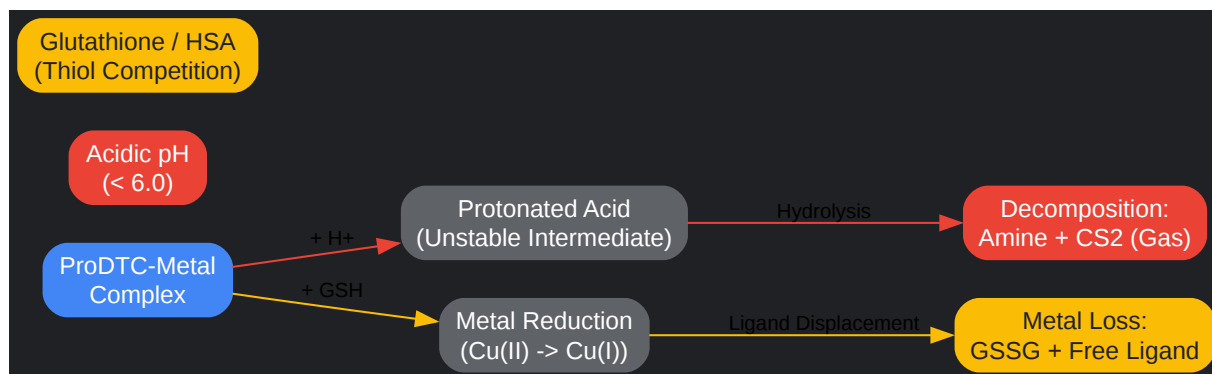 Glutathione / HSA
(Thiol Competition)
Acidic pH
(< 6.0)
ProDTC-Metal
Complex
+ H+
+ GSH
Protonated Acid
(Unstable Intermediate)
Metal Reduction
(Cu(II) -> Cu(I))
Hydrolysis
Ligand Displacement
Decomposition:
Amine + CS2 (Gas)
Metal Loss:
GSSG + Free Ligand